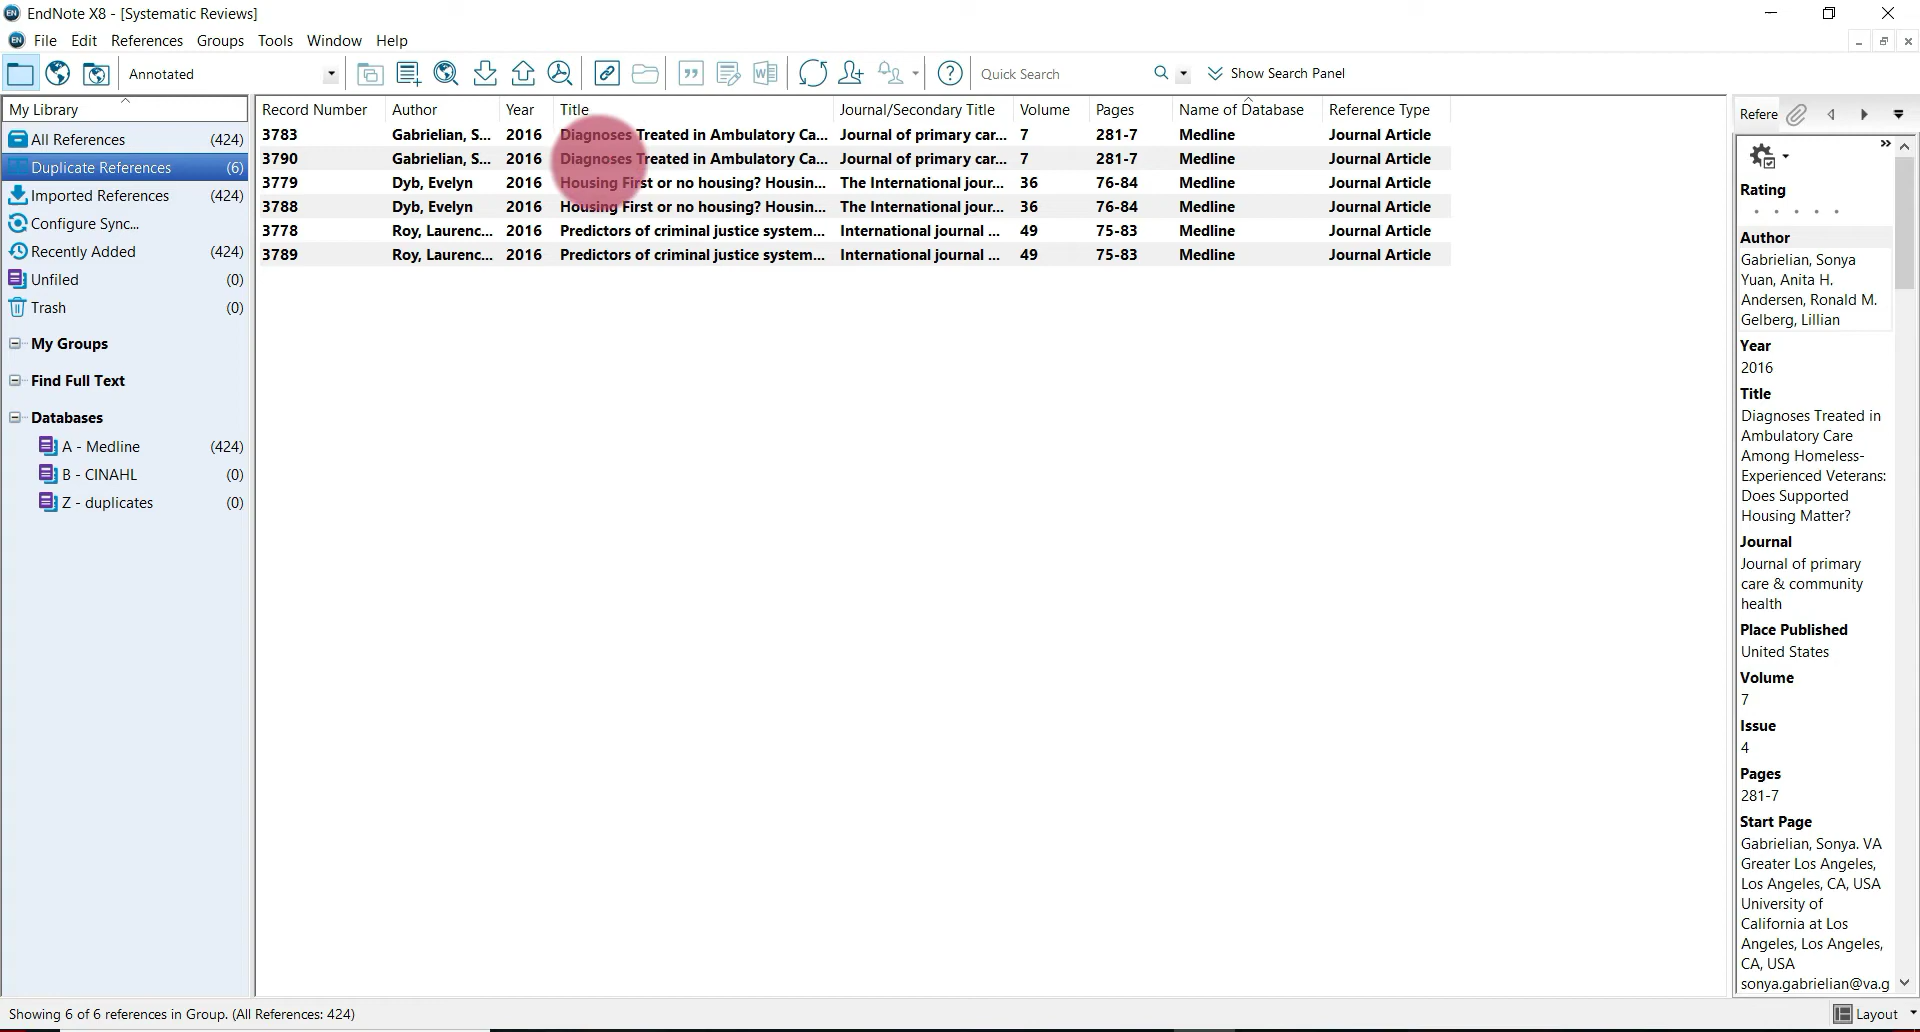 EndNote X8 - [Systematic Reviews]
File Edit References Groups Tools Window Help
Annotated Quick Search Show Search Panel
My Library
All References (424)
Duplicate References (6)
Imported References (424)
Configure Sync...
Recently Added (424)
Unfiled (0)
Trash (0)
My Groups
Find Full Text
Databases
A - Medline (424)
B - CINAHL (0)
Z - duplicates (0)
Record Number Author Year Title Journal/Secondary Title Volume Pages Name of Database Reference Type
3783 Gabrielian, S... 2016 Diagnoses Treated in Ambulatory Ca... Journal of primary car... 7 281-7 Medline Journal Article
3790 Gabrielian, S... 2016 Diagnoses Treated in Ambulatory Ca... Journal of primary car... 7 281-7 Medline Journal Article
3779 Dyb, Evelyn 2016 Housing First or no housing? Housin... The International jour... 36 76-84 Medline Journal Article
3788 Dyb, Evelyn 2016 Housing First or no housing? Housin... The International jour... 36 76-84 Medline Journal Article
3778 Roy, Laurenc... 2016 Predictors of criminal justice system... International journal ... 49 75-83 Medline Journal Article
3789 Roy, Laurenc... 2016 Predictors of criminal justice system... International journal ... 49 75-83 Medline Journal Article
Refere
Rating
Author
Gabrielian, Sonya
Yuan, Anita H.
Andersen, Ronald M.
Gelberg, Lillian
Year
2016
Title
Diagnoses Treated in
Ambulatory Care
Among Homeless-
Experienced Veterans:
Does Supported
Housing Matter?
Journal
Journal of primary
care & community
health
Place Published
United States
Volume
7
Issue
4
Pages
281-7
Start Page
Gabrielian, Sonya. VA
Greater Los Angeles,
Los Angeles, CA, USA
University of
California at Los
Angeles, Los Angeles,
CA, USA
sonya.gabrielian@va.g
Showing 6 of 6 references in Group. (All References: 424)
Layout